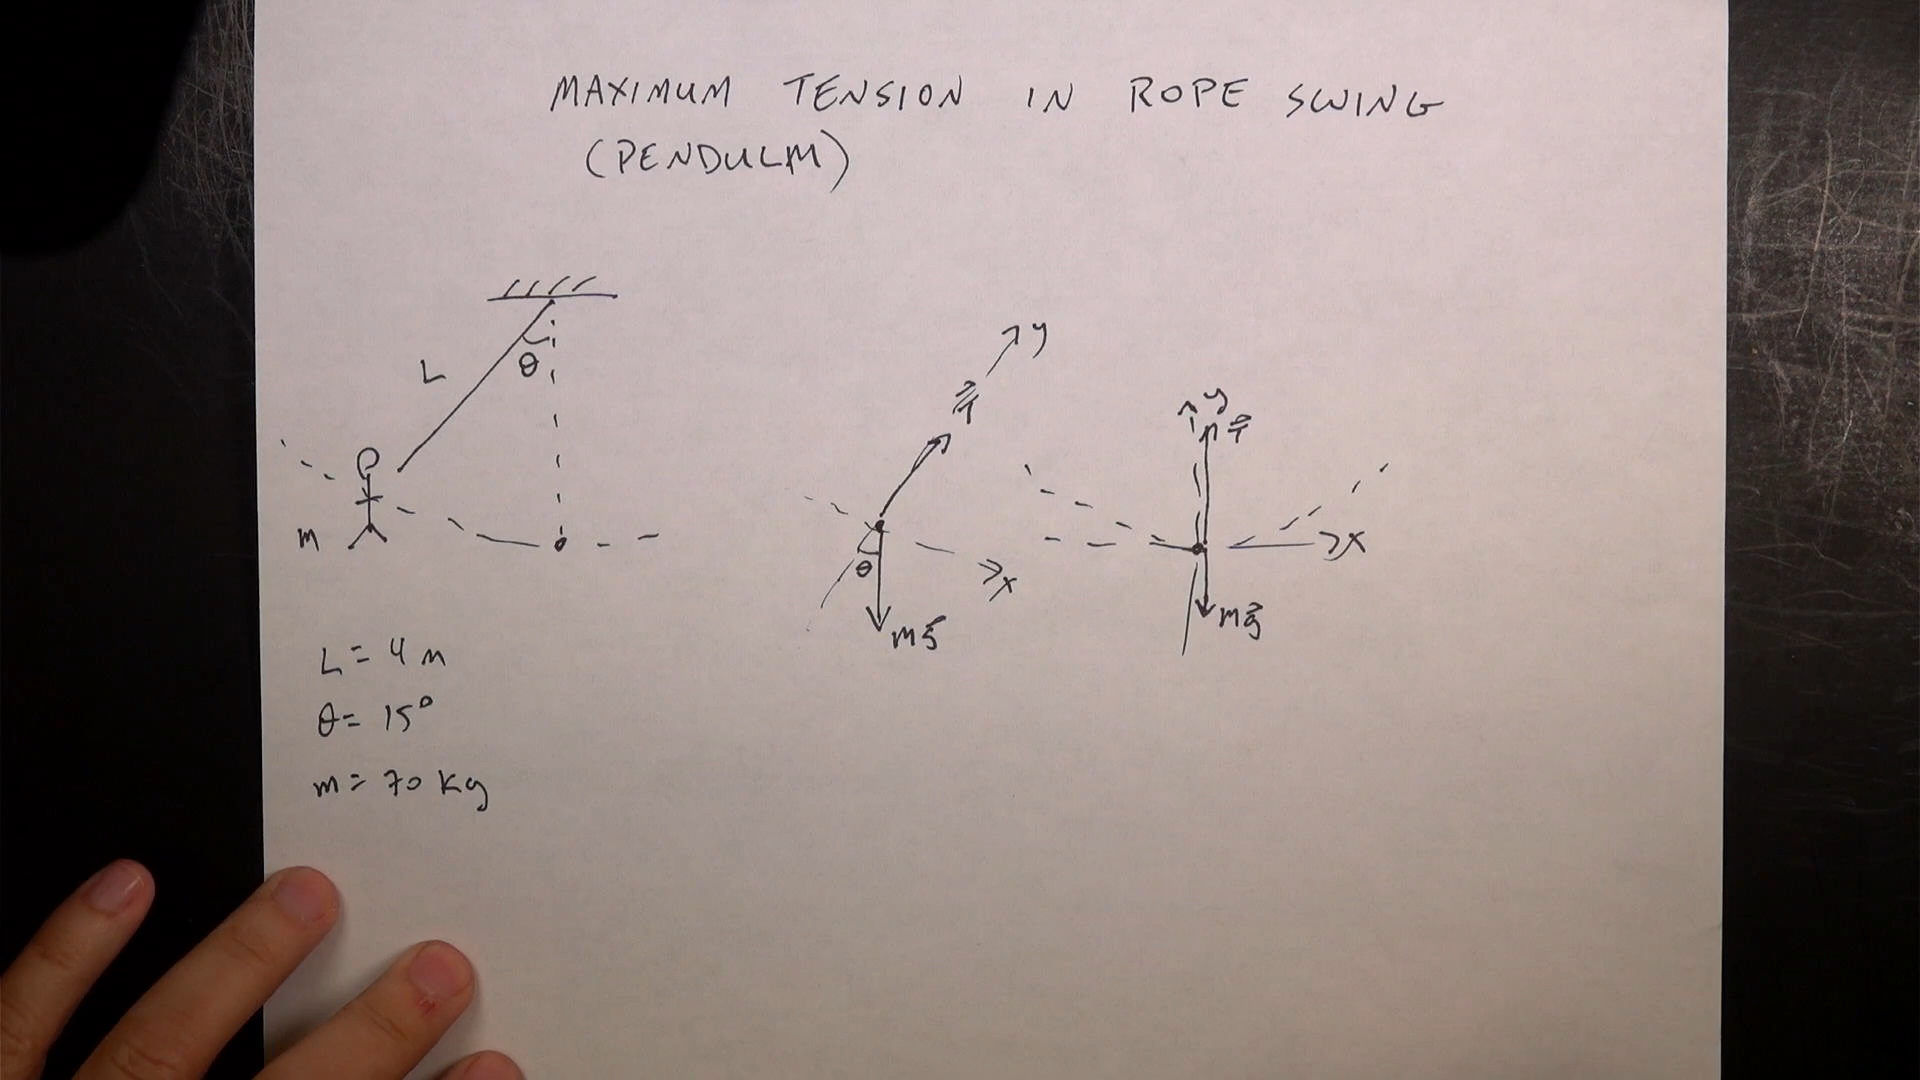 MAXIMUM TENSION IN ROPE SWING
(PENDULM)
L
θ
m
L = 4 m
θ = 15°
m = 70 kg
y
T⃗
x
θ
mg⃗
y
T⃗
x
mg⃗